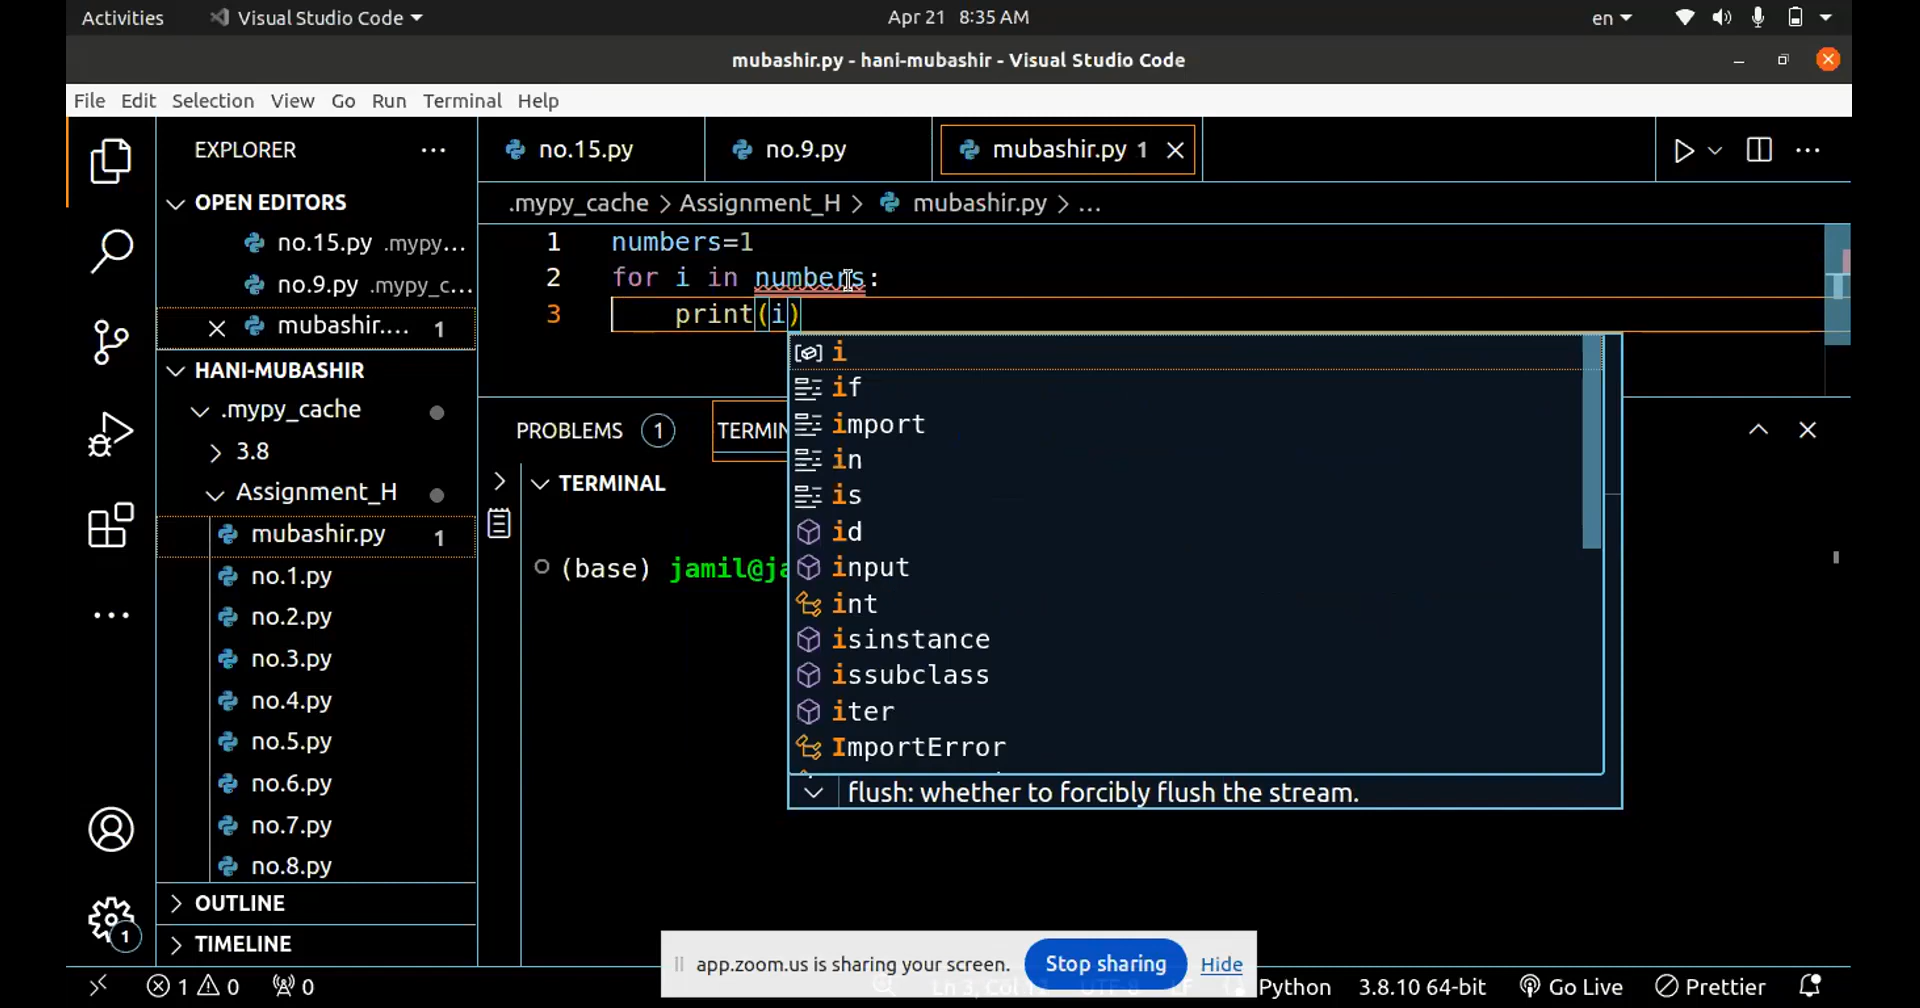 Activities
Visual Studio Code
Apr 21 8:35 AM
en
mubashir.py - hani-mubashir - Visual Studio Code
File Edit Selection View Go Run Terminal Help
EXPLORER
OPEN EDITORS
no.15.py .mypy...
no.9.py .mypy_c...
mubashir.... 1
HANI-MUBASHIR
.mypy_cache
3.8
Assignment_H
mubashir.py 1
no.1.py
no.2.py
no.3.py
no.4.py
no.5.py
no.6.py
no.7.py
no.8.py
OUTLINE
TIMELINE
1
no.15.py
no.9.py
mubashir.py 1
.mypy_cache > Assignment_H > mubashir.py > ...
1 numbers=1
2 for i in numbers:
3 print(i)
i
if
import
in
is
id
input
int
isinstance
issubclass
iter
ImportError
flush: whether to forcibly flush the stream.
PROBLEMS 1
TERMINAL
(base)
app.zoom.us is sharing your screen.
Stop sharing
Hide
1 0 0
Python
3.8.10 64-bit
Go Live
Prettier